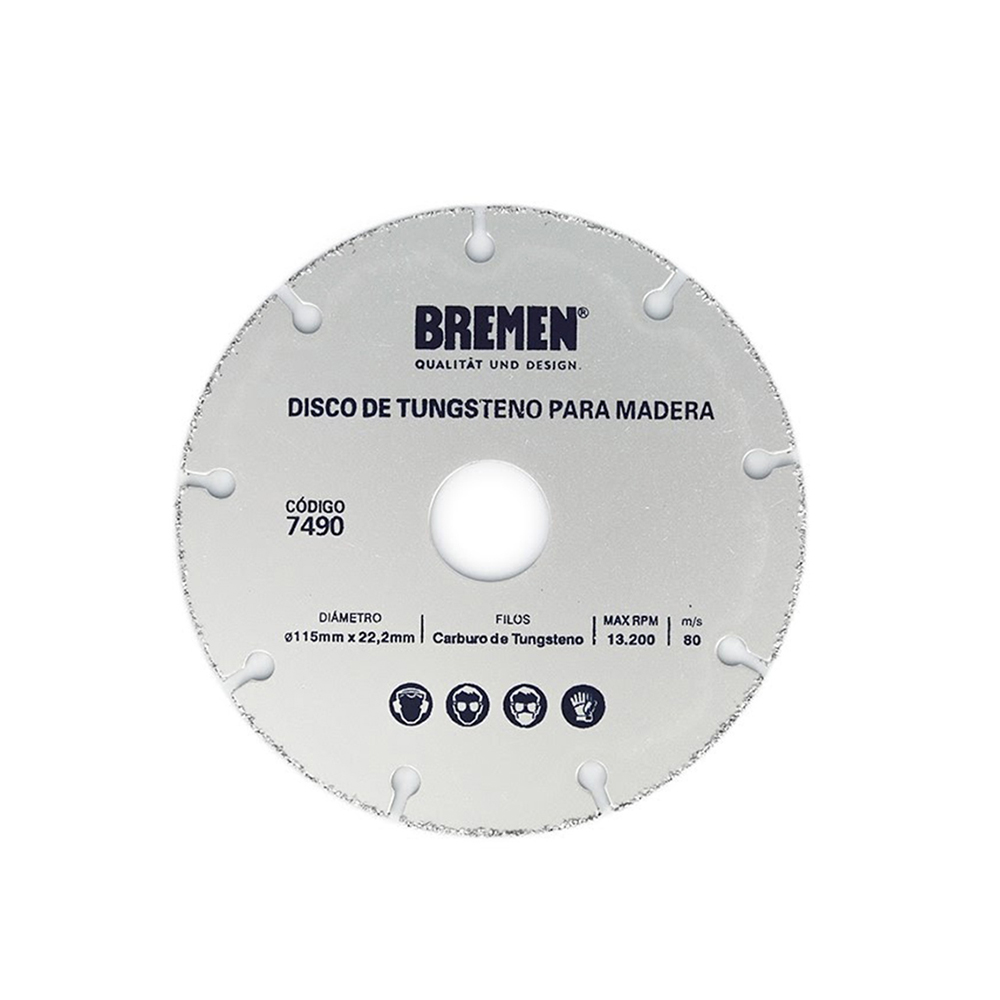 BREMEN®
QUALITÄT UND DESIGN.
DISCO DE TUNGSTENO PARA MADERA
CÓDIGO
7490
DIÁMETRO
ø115mm x 22,2mm
FILOS
Carburo de Tungsteno
MAX RPM
13.200
m/s
80